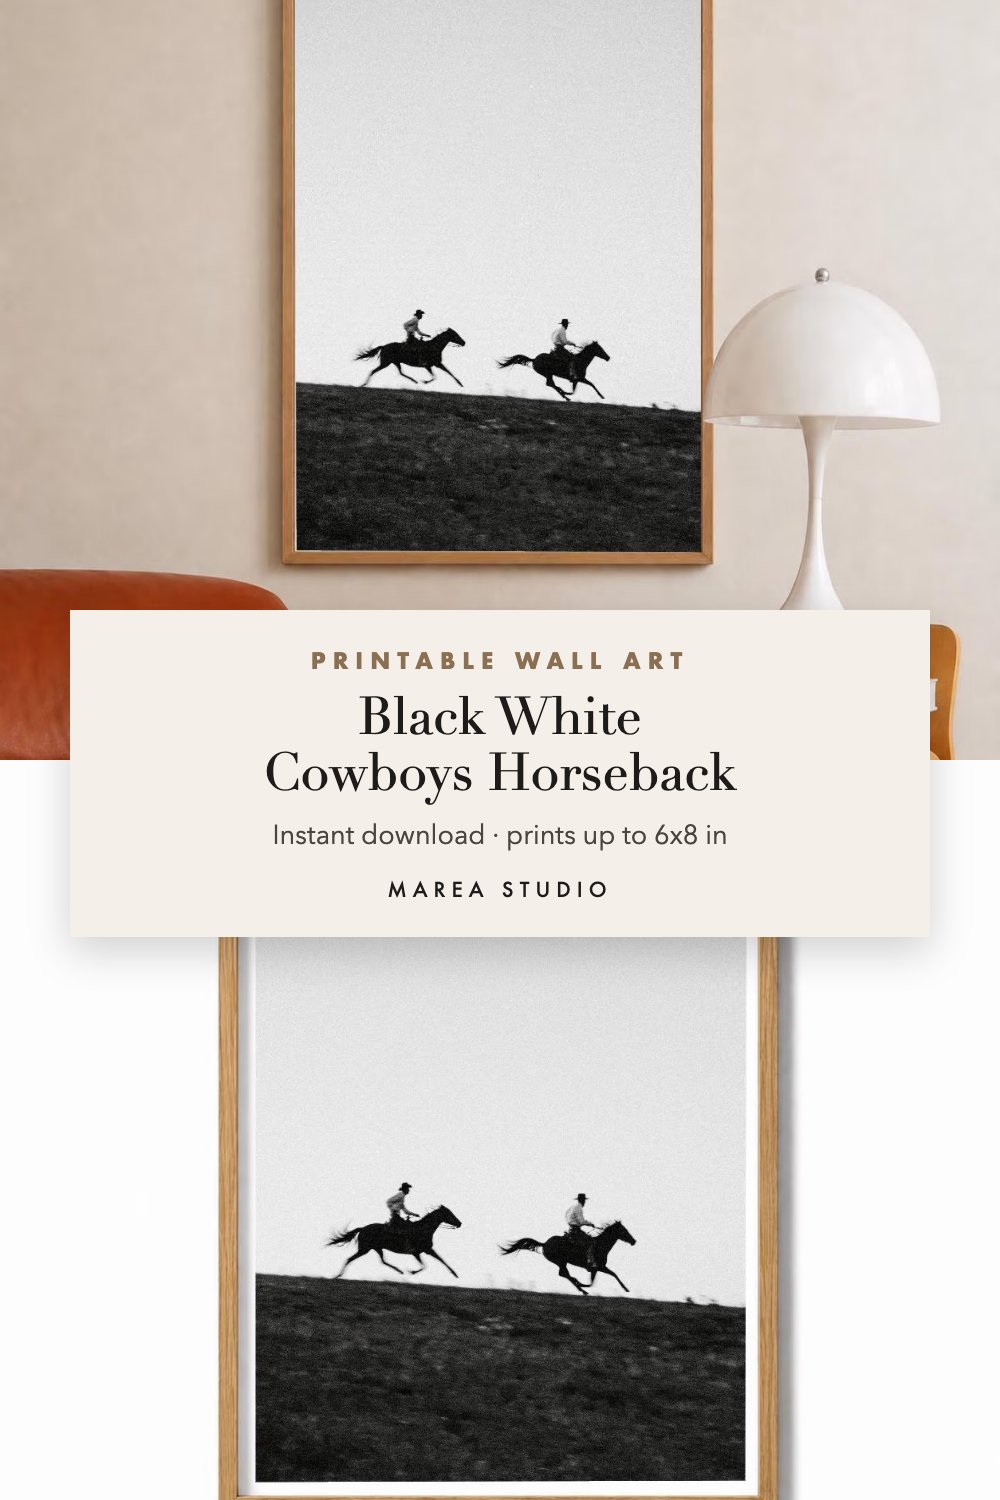 PRINTABLE WALL ART
Black White
Cowboys Horseback
Instant download · prints up to 6x8 in
MAREA STUDIO